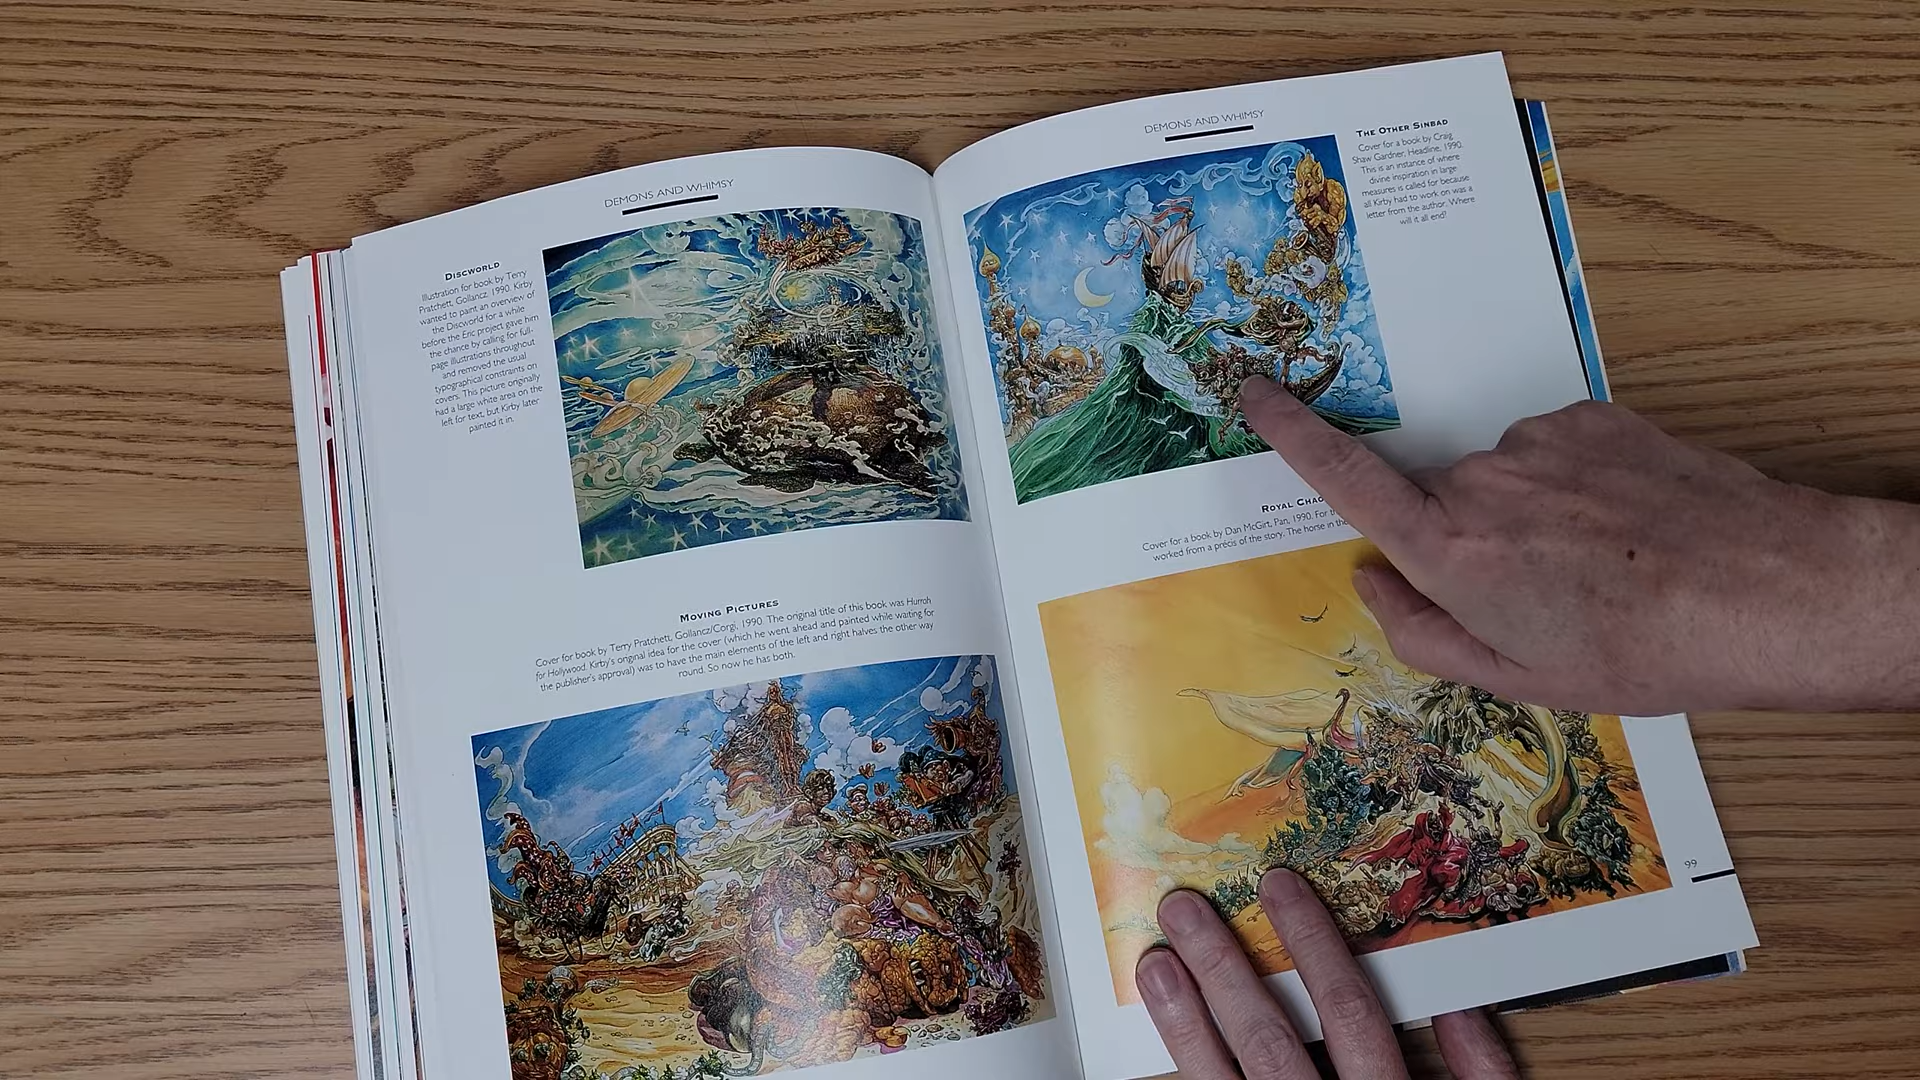 DEMONS AND WHIMSY
DISCWORLD
Illustration for book by Terry
Pratchett, Gollancz, 1990. Kirby
wanted to paint an overview of
the Discworld for a while
before the Eric project gave him
the chance by calling for full-
page illustrations throughout
and removed the usual
typographical constraints on
covers. This picture originally
had a large white area on the
left for text, but Kirby later
painted it in.
MOVING PICTURES
Cover for book by Terry Pratchett, Gollancz/Corgi, 1990. The original title of this book was Hurrah
for Hollywood. Kirby's original idea for the cover (which he went ahead and painted while waiting for
the publisher's approval) was to have the main elements of the left and right halves the other way
round. So now he has both.
DEMONS AND WHIMSY
THE OTHER SINBAD
Cover for a book by Craig
Shaw Gardner, Headline, 1990.
This is an instance of where
divine inspiration in large
measures is called for because
all Kirby had to work on was a
letter from the author. Where
will it all end?
ROYAL
Cover for a book by Dan McGirt, Pan, 1990. For
worked from a précis of the story. The horse in
99